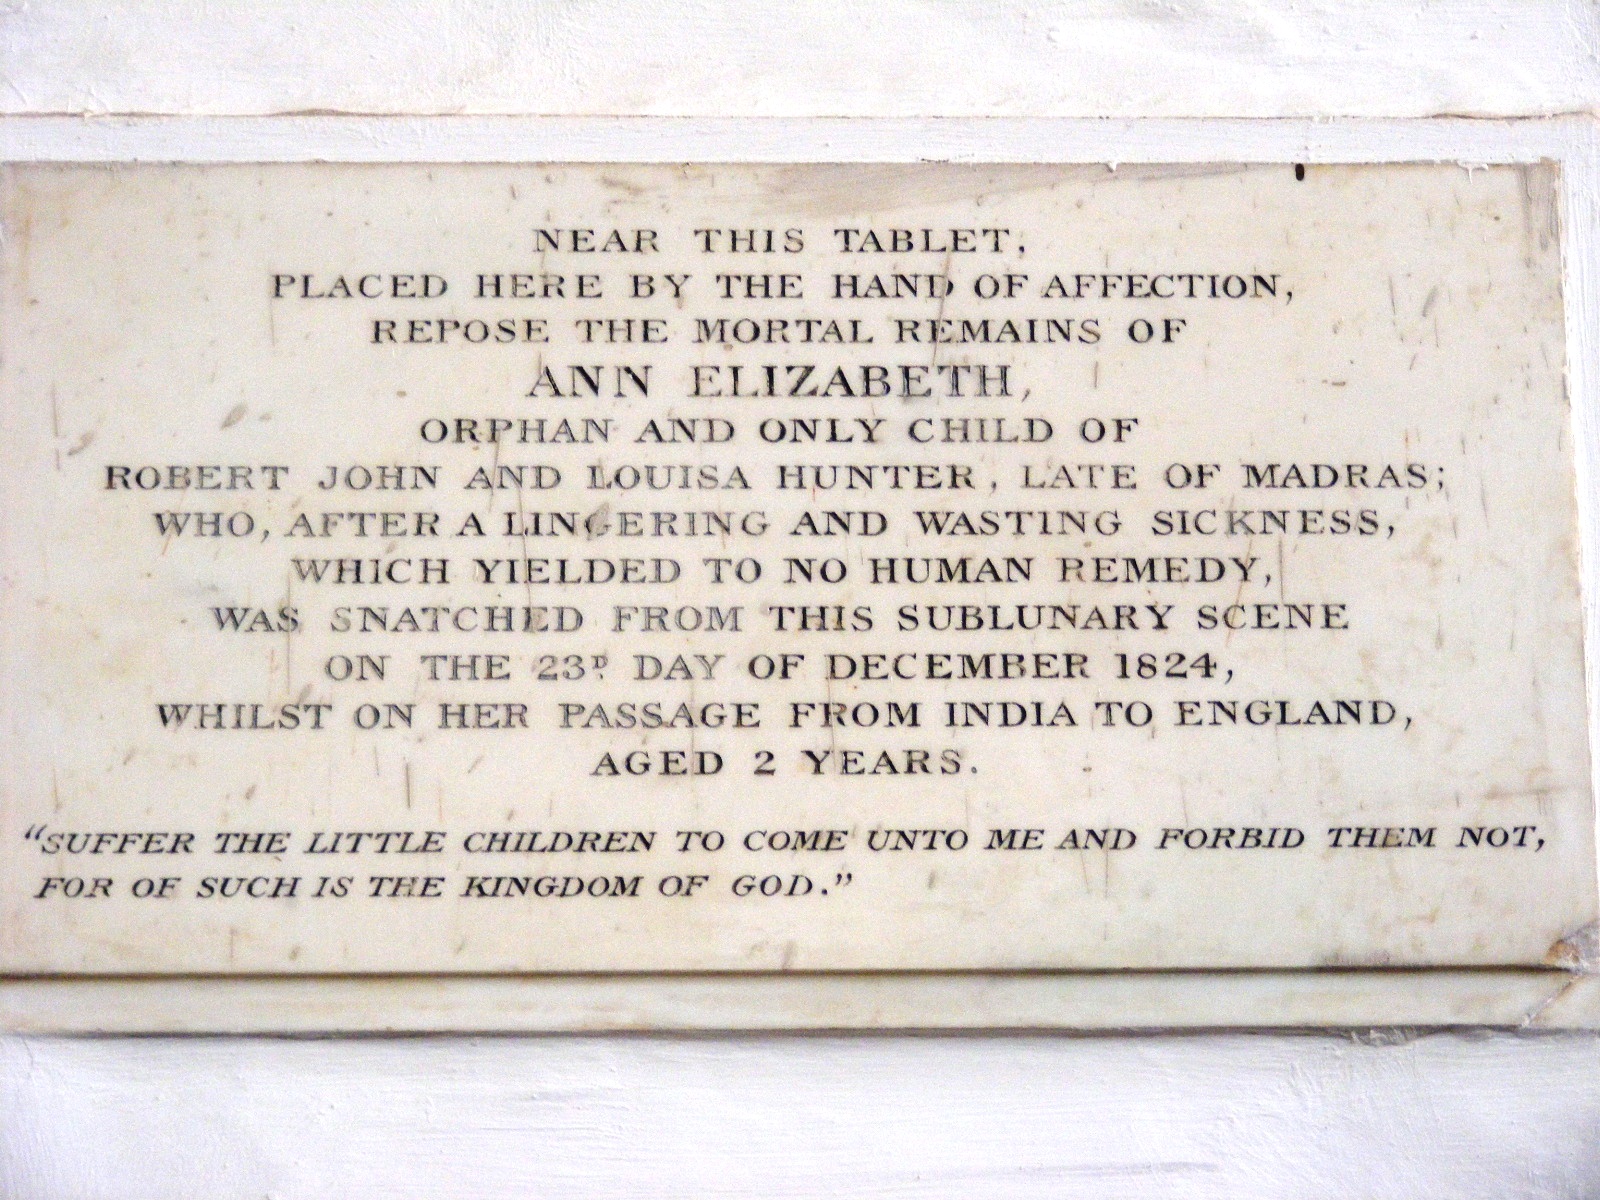 NEAR THIS TABLET,
PLACED HERE BY THE HAND OF AFFECTION,
REPOSE THE MORTAL REMAINS OF
ANN ELIZABETH,
ORPHAN AND ONLY CHILD OF
ROBERT JOHN AND LOUISA HUNTER, LATE OF MADRAS;
WHO, AFTER A LINGERING AND WASTING SICKNESS,
WHICH YIELDED TO NO HUMAN REMEDY,
WAS SNATCHED FROM THIS SUBLUNARY SCENE
ON THE 23D DAY OF DECEMBER 1824,
WHILST ON HER PASSAGE FROM INDIA TO ENGLAND,
AGED 2 YEARS.
"SUFFER THE LITTLE CHILDREN TO COME UNTO ME AND FORBID THEM NOT,
FOR OF SUCH IS THE KINGDOM OF GOD."